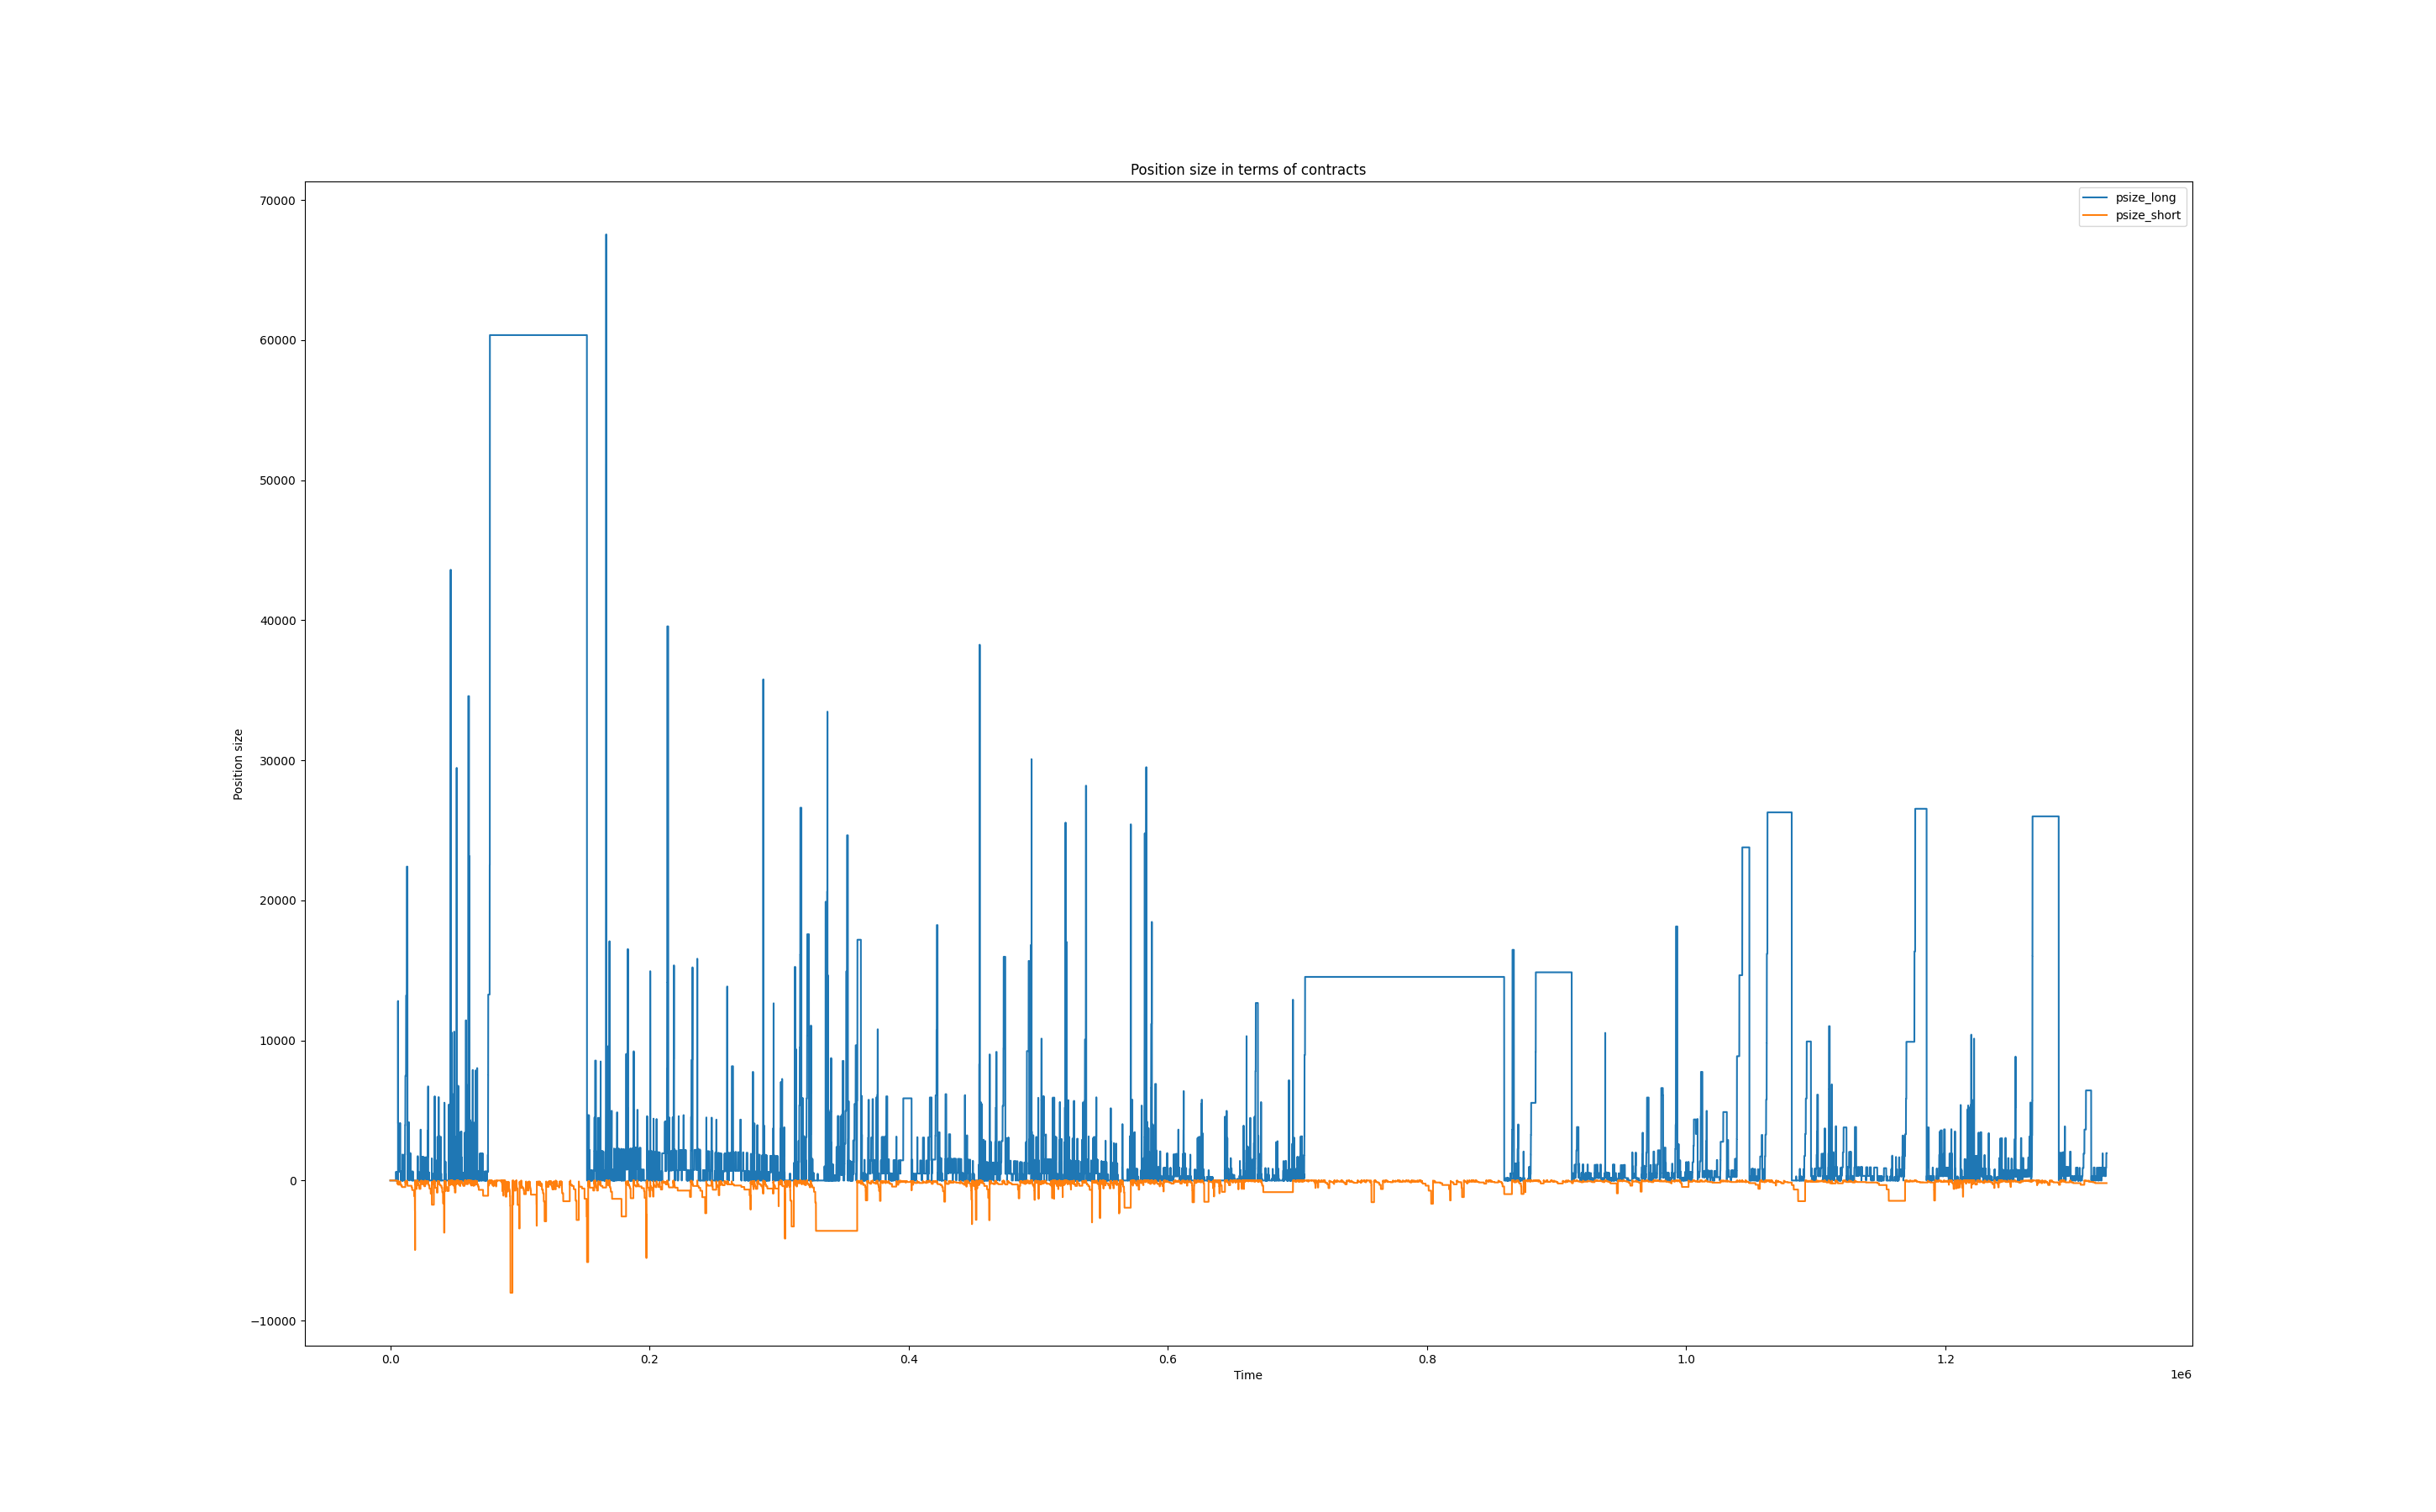 Position size in terms of contracts
psize_long
psize_short
Position size
70000
60000
50000
40000
30000
20000
10000
0
−10000
0.0 0.2 0.4 0.6 0.8 1.0 1.2
1e6
Time